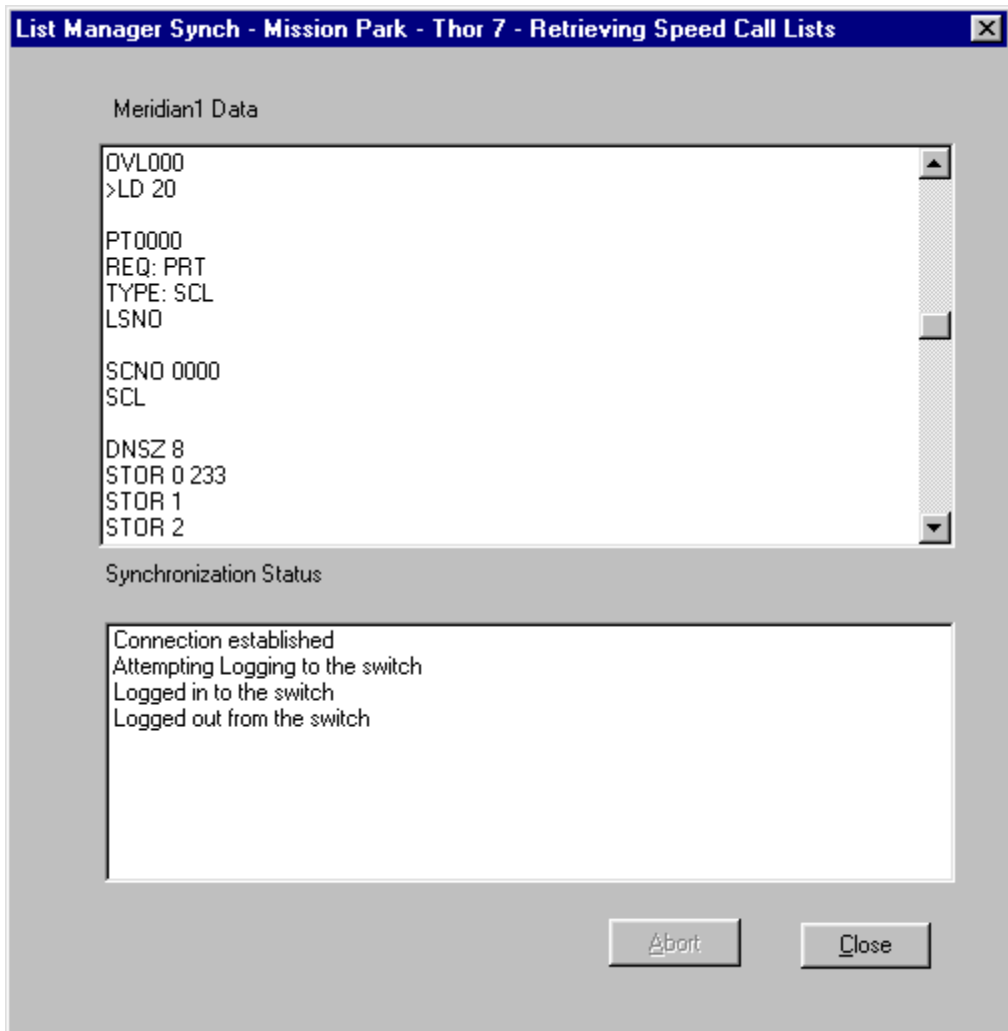 List Manager Synch - Mission Park - Thor 7 - Retrieving Speed Call Lists
Meridian1 Data
OVL000
>LD 20
PT0000
REQ: PRT
TYPE: SCL
LSNO
SCNO 0000
SCL
DNSZ 8
STOR 0 233
STOR 1
STOR 2
Synchronization Status
Connection established
Attempting Logging to the switch
Logged in to the switch
Logged out from the switch
Abort
Close